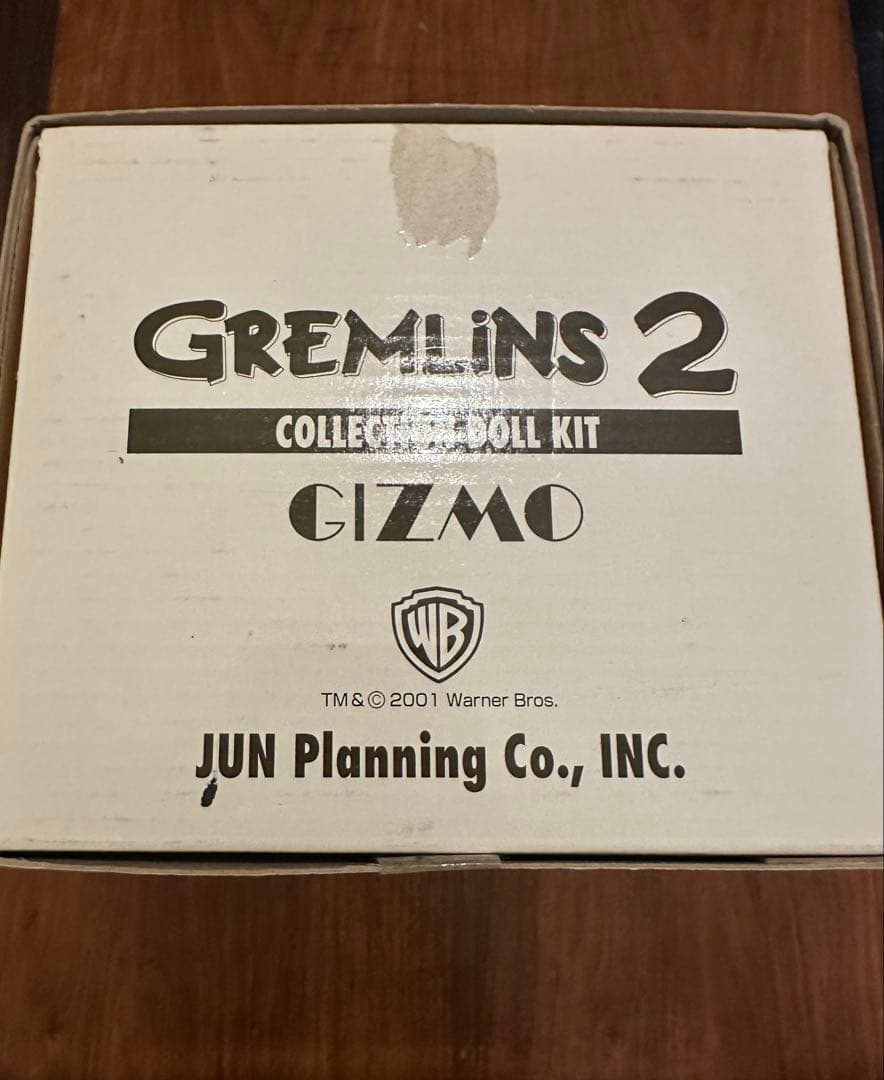 GREMLiNS 2
DOLL KIT
GIZMO
WB
TM & © 2001 Warner Bros.
JUN Planning Co., INC.